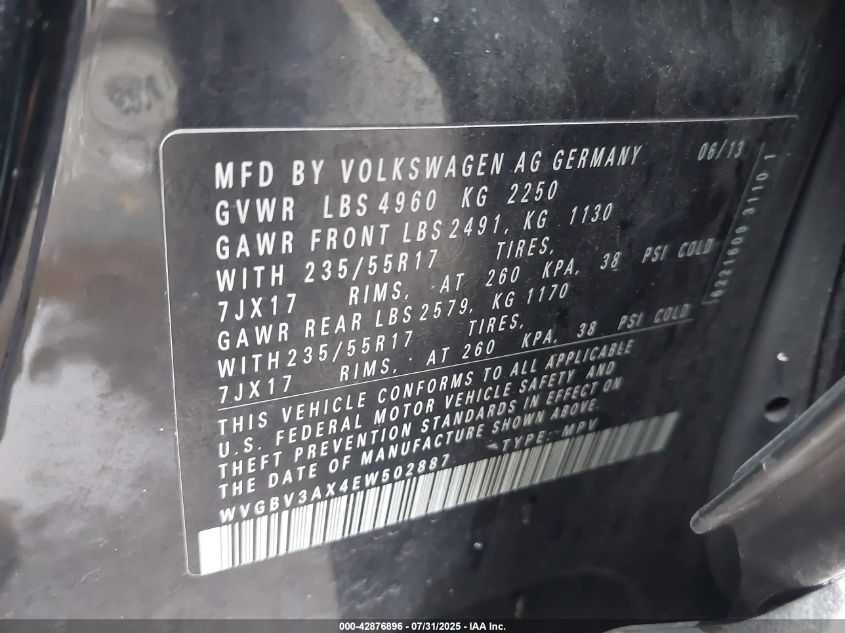 MFD BY VOLKSWAGEN AG GERMANY 06/13
GVWR LBS 4960 KG 2250
GAWR FRONT LBS 2491, KG 1130
WITH 235/55R17 TIRES,
7JX17 RIMS, AT 260 KPA, 38 PSI COLD
GAWR REAR LBS 2579, KG 1170
WITH 235/55R17 TIRES,
7JX17 RIMS, AT 260 KPA, 38 PSI COLD
THIS VEHICLE CONFORMS TO ALL APPLICABLE
U.S. FEDERAL MOTOR VEHICLE SAFETY AND
THEFT PREVENTION STANDARDS IN EFFECT ON
THE DATE OF MANUFACTURE SHOWN ABOVE.
WVGBV3AX4EW502887 TYPE: MPV
000-42876896 - 07/31/2025 - IAA Inc.